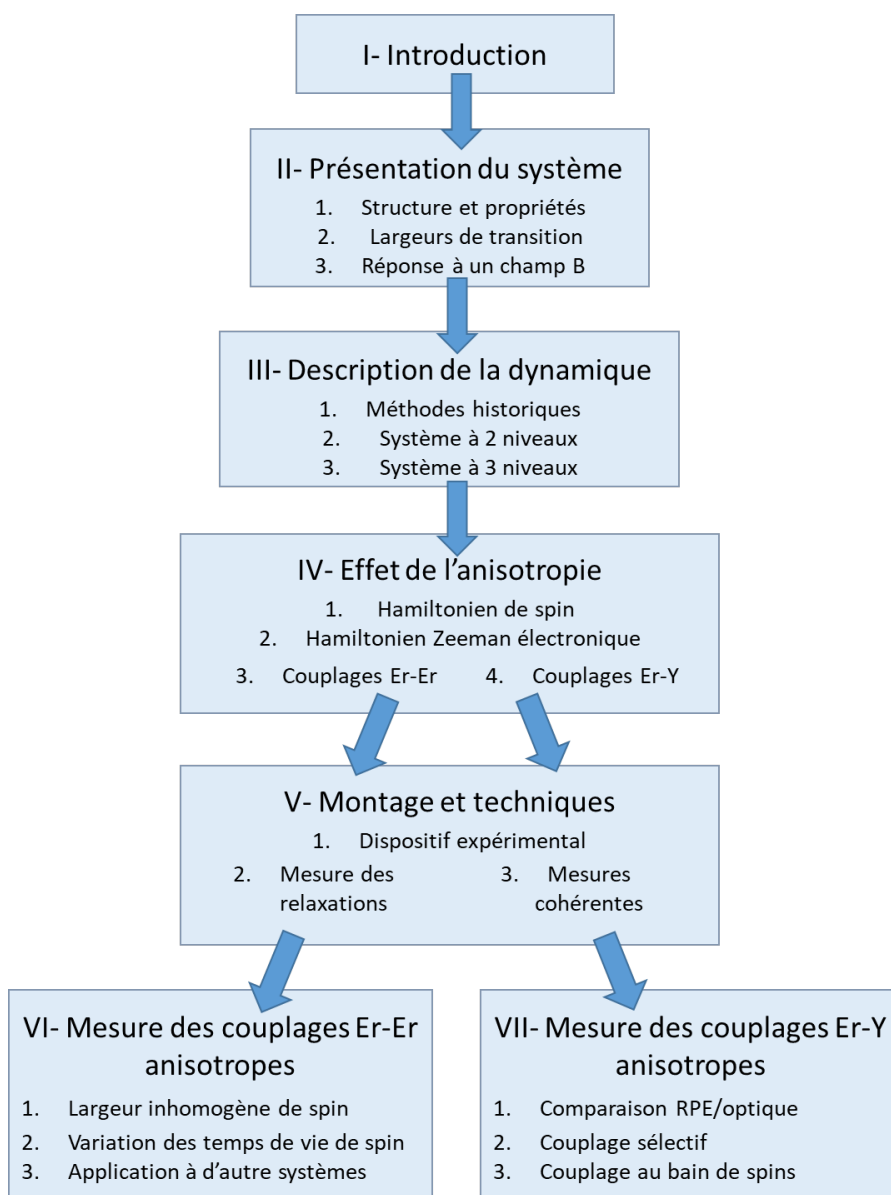 I- Introduction
II- Présentation du système
1. Structure et propriétés
2. Largeurs de transition
3. Réponse à un champ B
III- Description de la dynamique
1. Méthodes historiques
2. Système à 2 niveaux
3. Système à 3 niveaux
IV- Effet de l'anisotropie
1. Hamiltonien de spin
2. Hamiltonien Zeeman électronique
3. Couplages Er-Er 4. Couplages Er-Y
V- Montage et techniques
1. Dispositif expérimental
2. Mesure des
relaxations
3. Mesures
cohérentes
VI- Mesure des couplages Er-Er
anisotropes
1. Largeur inhomogène de spin
2. Variation des temps de vie de spin
3. Application à d'autre systèmes
VII- Mesure des couplages Er-Y
anisotropes
1. Comparaison RPE/optique
2. Couplage sélectif
3. Couplage au bain de spins